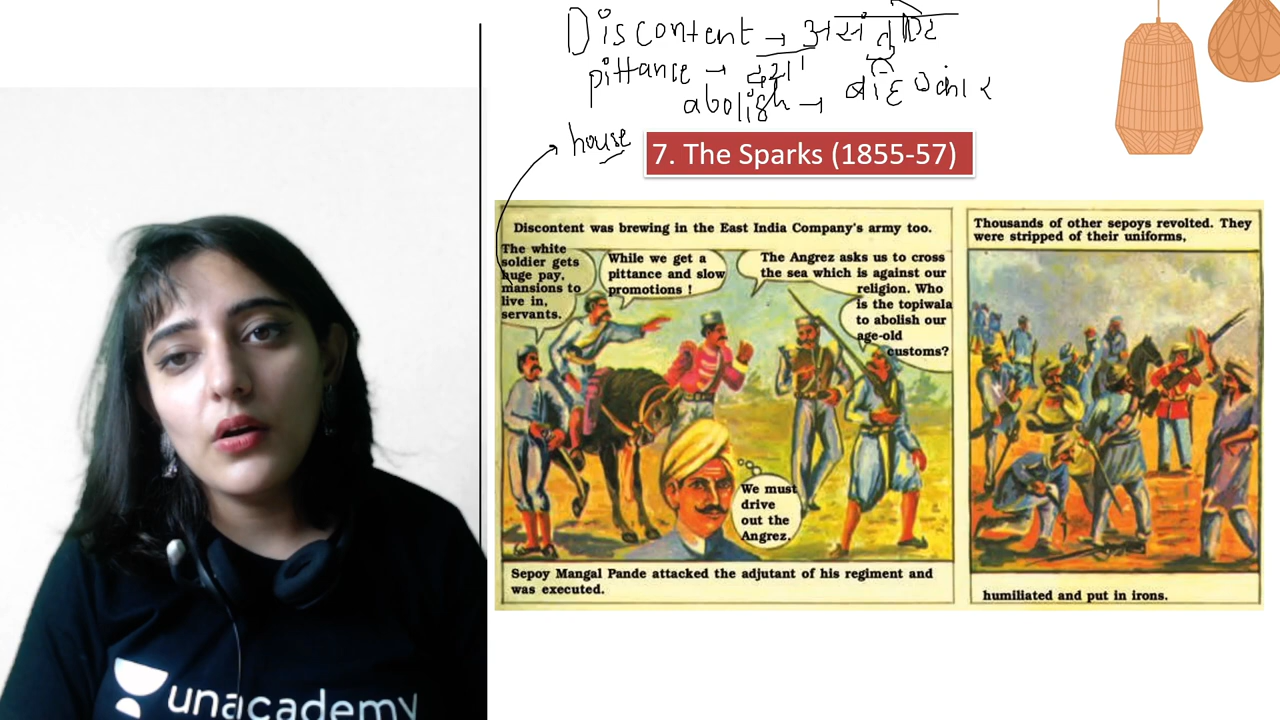 Discontent → असंतुष्टि
pittance → दया
abolish →
house
7. The Sparks (1855-57)
Discontent was brewing in the East India Company's army too.
The white
soldier gets
huge pay,
mansions to
live in,
servants.
While we get a
pittance and slow
promotions !
The Angrez asks us to cross
the sea which is against our
religion. Who
is the topiwala
to abolish our
age-old
customs?
We must
drive
out the
Angrez.
Sepoy Mangal Pande attacked the adjutant of his regiment and
was executed.
Thousands of other sepoys revolted. They
were stripped of their uniforms,
humiliated and put in irons.
unacademy